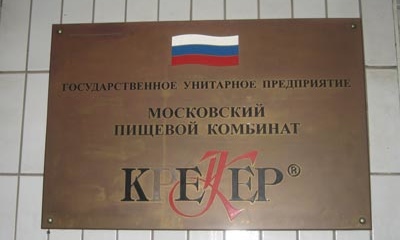 ГОСУДАРСТВЕННОЕ УНИТАРНОЕ ПРЕДПРИЯТИЕ
МОСКОВСКИЙ
ПИЩЕВОЙ КОМБИНАТ
КРЕКЕР®